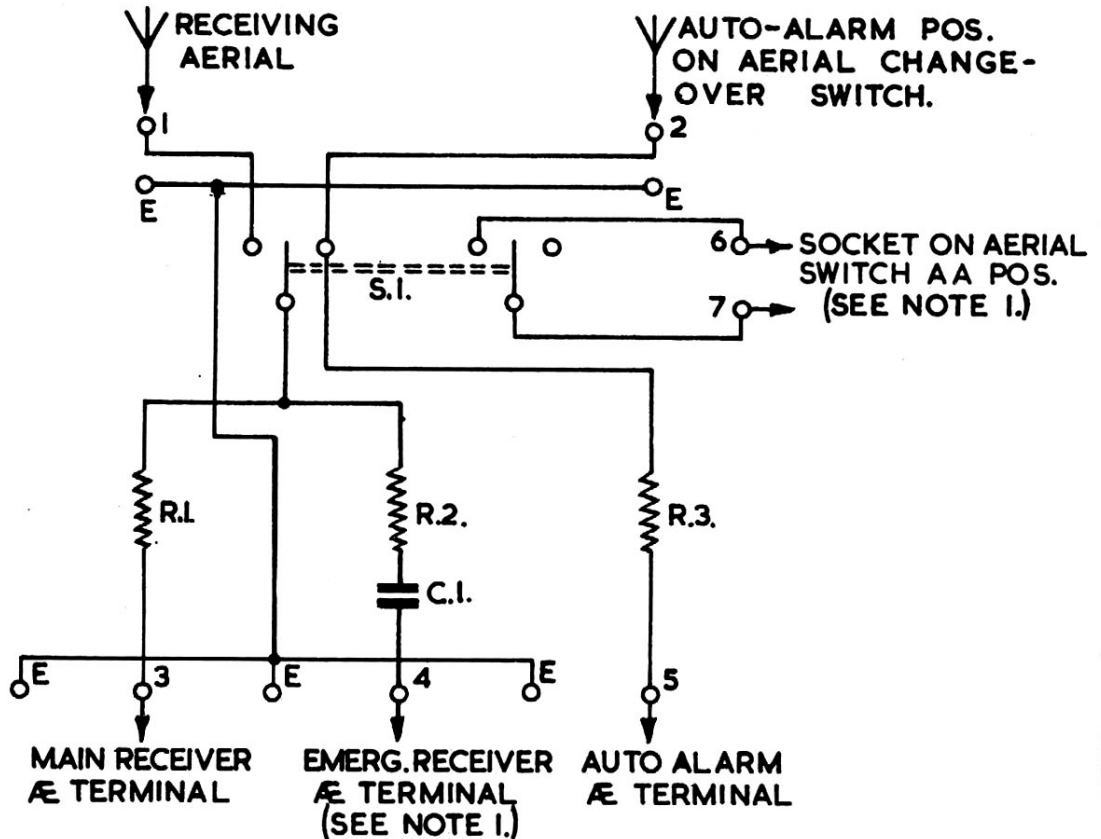 RECEIVING
AERIAL
AUTO-ALARM POS.
ON AERIAL CHANGE-
OVER SWITCH.
1
2
E
E
6
SOCKET ON AERIAL
SWITCH AA POS.
(SEE NOTE 1.)
S.1.
7
R.1.
R.2.
R.3.
C.1.
E
3
E
4
E
5
MAIN RECEIVER
Æ TERMINAL
EMERG. RECEIVER
Æ TERMINAL
(SEE NOTE 1.)
AUTO ALARM
Æ TERMINAL